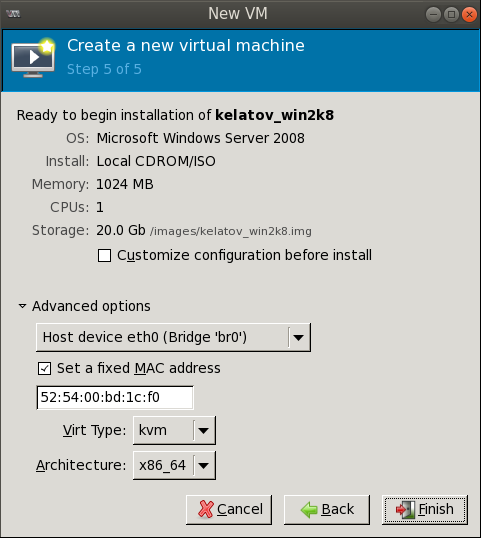 New VM
Create a new virtual machine
Step 5 of 5
Ready to begin installation of kelatov_win2k8
OS: Microsoft Windows Server 2008
Install: Local CDROM/ISO
Memory: 1024 MB
CPUs: 1
Storage: 20.0 Gb /images/kelatov_win2k8.img
Customize configuration before install
Advanced options
Host device eth0 (Bridge 'br0')
Set a fixed MAC address
52:54:00:bd:1c:f0
Virt Type: kvm
Architecture: x86_64
Cancel Back Finish